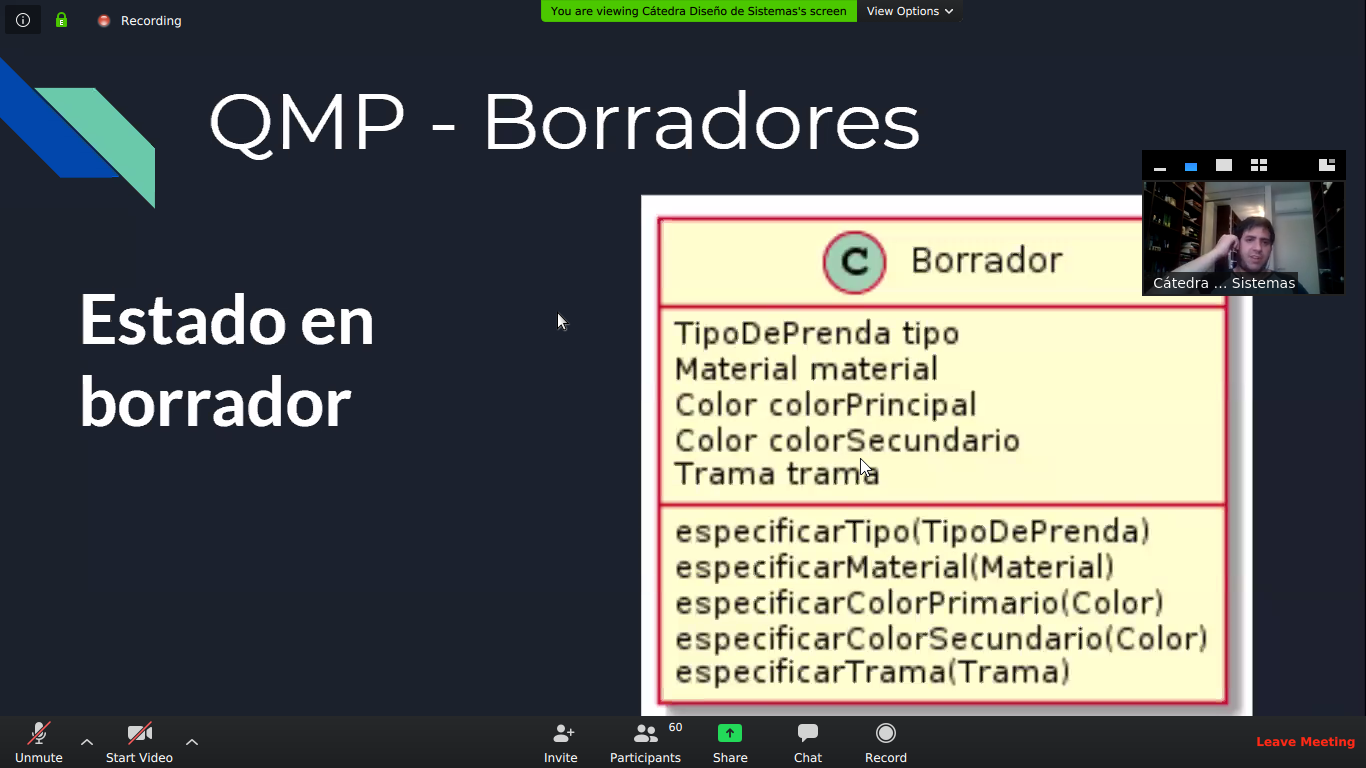 Recording
You are viewing Cátedra Diseño de Sistemas's screen
View Options
QMP - Borradores
Cátedra ... Sistemas
Estado en
borrador
C Borrador
TipoDePrenda tipo
Material material
Color colorPrincipal
Color colorSecundario
Trama trama
especificarTipo(TipoDePrenda)
especificarMaterial(Material)
especificarColorPrimario(Color)
especificarColorSecundario(Color)
especificarTrama(Trama)
Unmute
Start Video
Invite
Participants
60
Share
Chat
Record
Leave Meeting